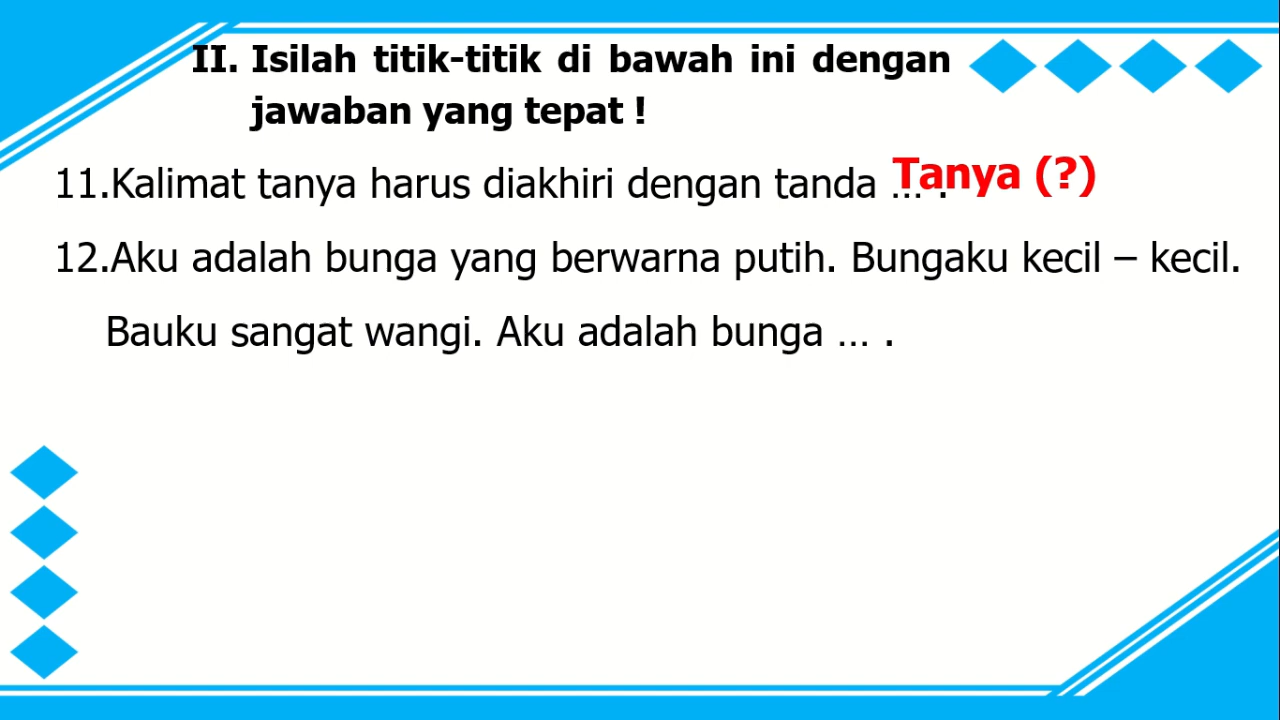 II. Isilah titik-titik di bawah ini dengan
jawaban yang tepat !
11.Kalimat tanya harus diakhiri dengan tanda ... . Tanya (?)
12.Aku adalah bunga yang berwarna putih. Bungaku kecil – kecil.
Bauku sangat wangi. Aku adalah bunga ... .